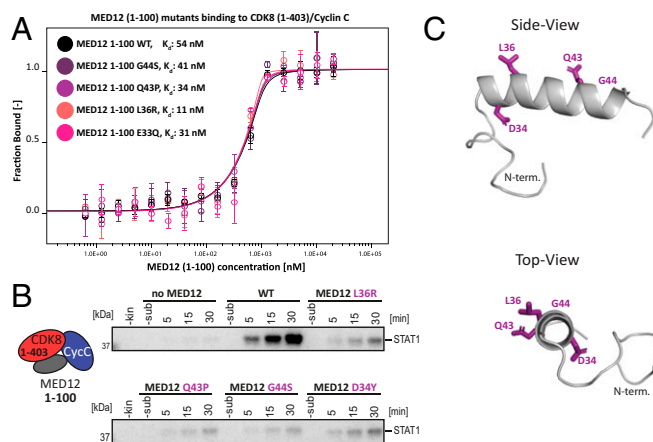 A
MED12 (1-100) mutants binding to CDK8 (1-403)/Cyclin C
MED12 1-100 WT, Kd: 54 nM
MED12 1-100 G44S, Kd: 41 nM
MED12 1-100 Q43P, Kd: 34 nM
MED12 1-100 L36R, Kd: 11 nM
MED12 1-100 E33Q, Kd: 31 nM
Fraction Bound [-]
1.0
0.5
0.0
1.0E+00 1.0E+01 1.0E+02 1.0E+03 1.0E+04 1.0E+05
MED12 (1-100) concentration [nM]
B
CDK8
1-403
CycC
MED12
1-100
no MED12 WT MED12 L36R
[kDa] -kin -sub 5 15 30 -sub 5 15 30 -sub 5 15 30 [min]
37
STAT1
MED12 Q43P MED12 G44S MED12 D34Y
[kDa] -kin -sub 5 15 30 -sub 5 15 30 -sub 5 15 30 [min]
37
STAT1
C
Side-View
L36
Q43
G44
D34
N-term.
Top-View
L36
G44
Q43
D34
N-term.